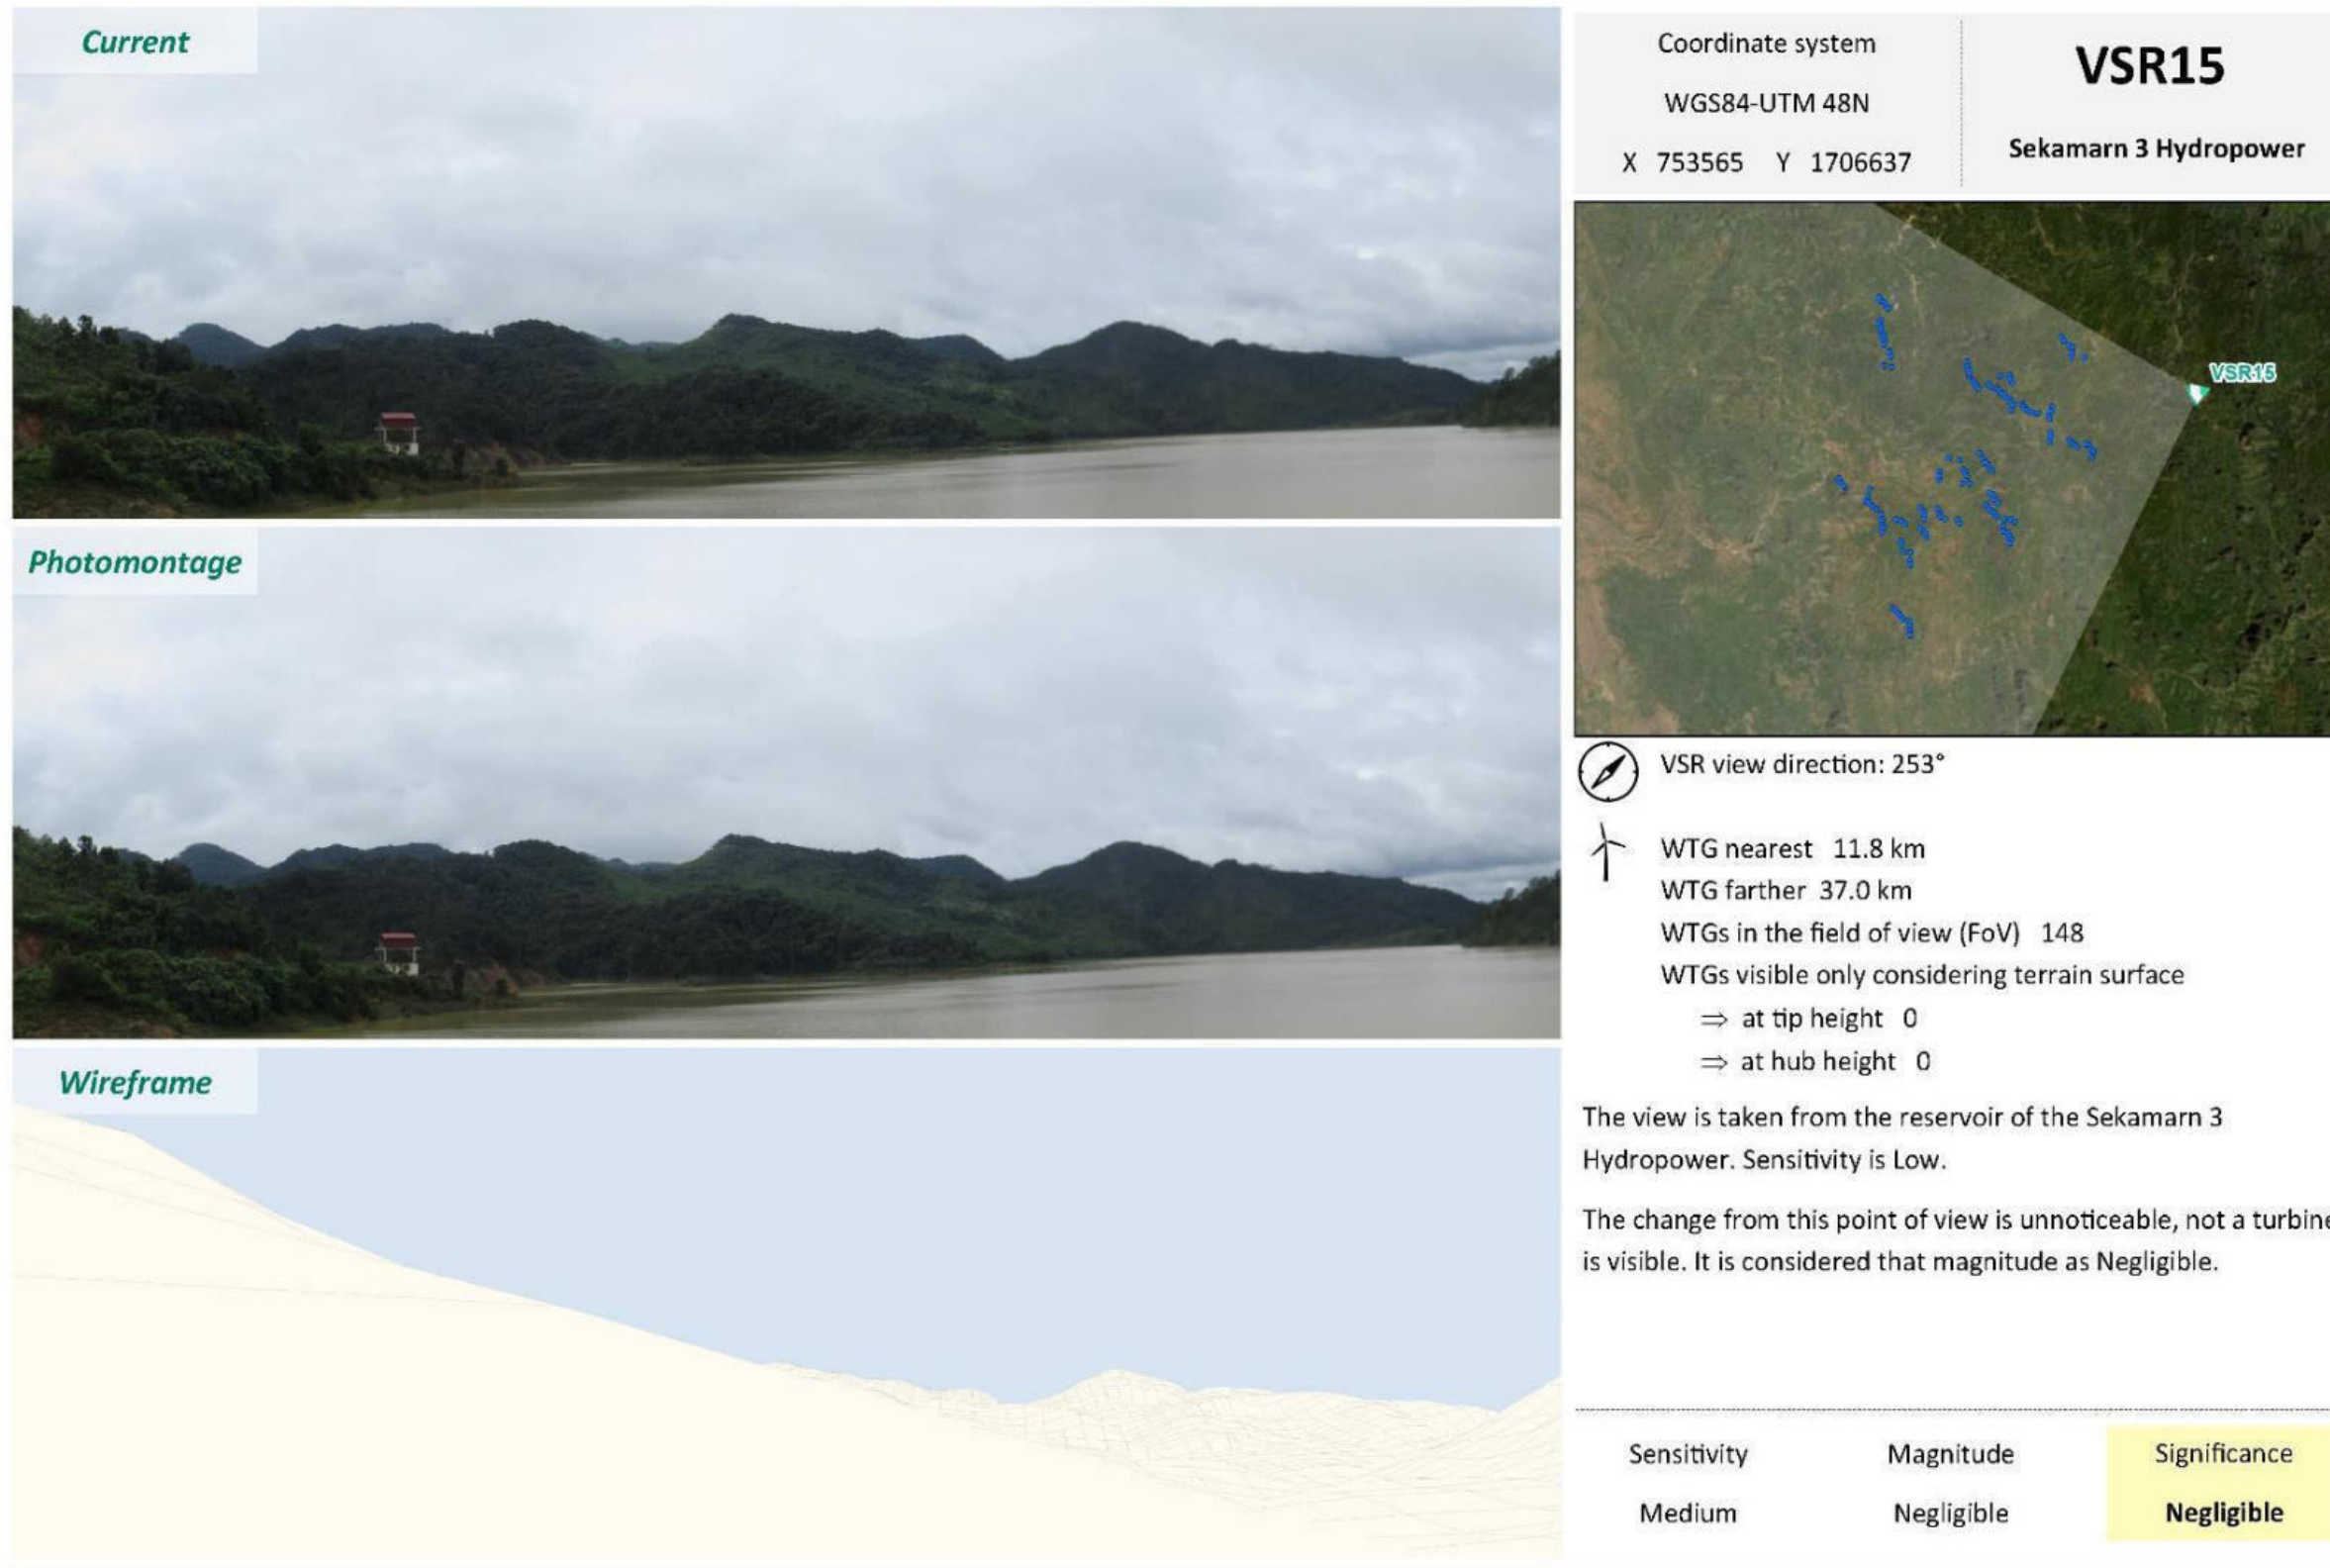 Current
Photomontage
Wireframe
Coordinate system
WGS84-UTM 48N
X 753565 Y 1706637
VSR15
Sekamarn 3 Hydropower
VSR15
VSR view direction: 253°
WTG nearest 11.8 km
WTG farther 37.0 km
WTGs in the field of view (FoV) 148
WTGs visible only considering terrain surface
⇒ at tip height 0
⇒ at hub height 0
The view is taken from the reservoir of the Sekamarn 3
Hydropower. Sensitivity is Low.
The change from this point of view is unnoticeable, not a turbine
is visible. It is considered that magnitude as Negligible.
Sensitivity Magnitude Significance
Medium Negligible Negligible